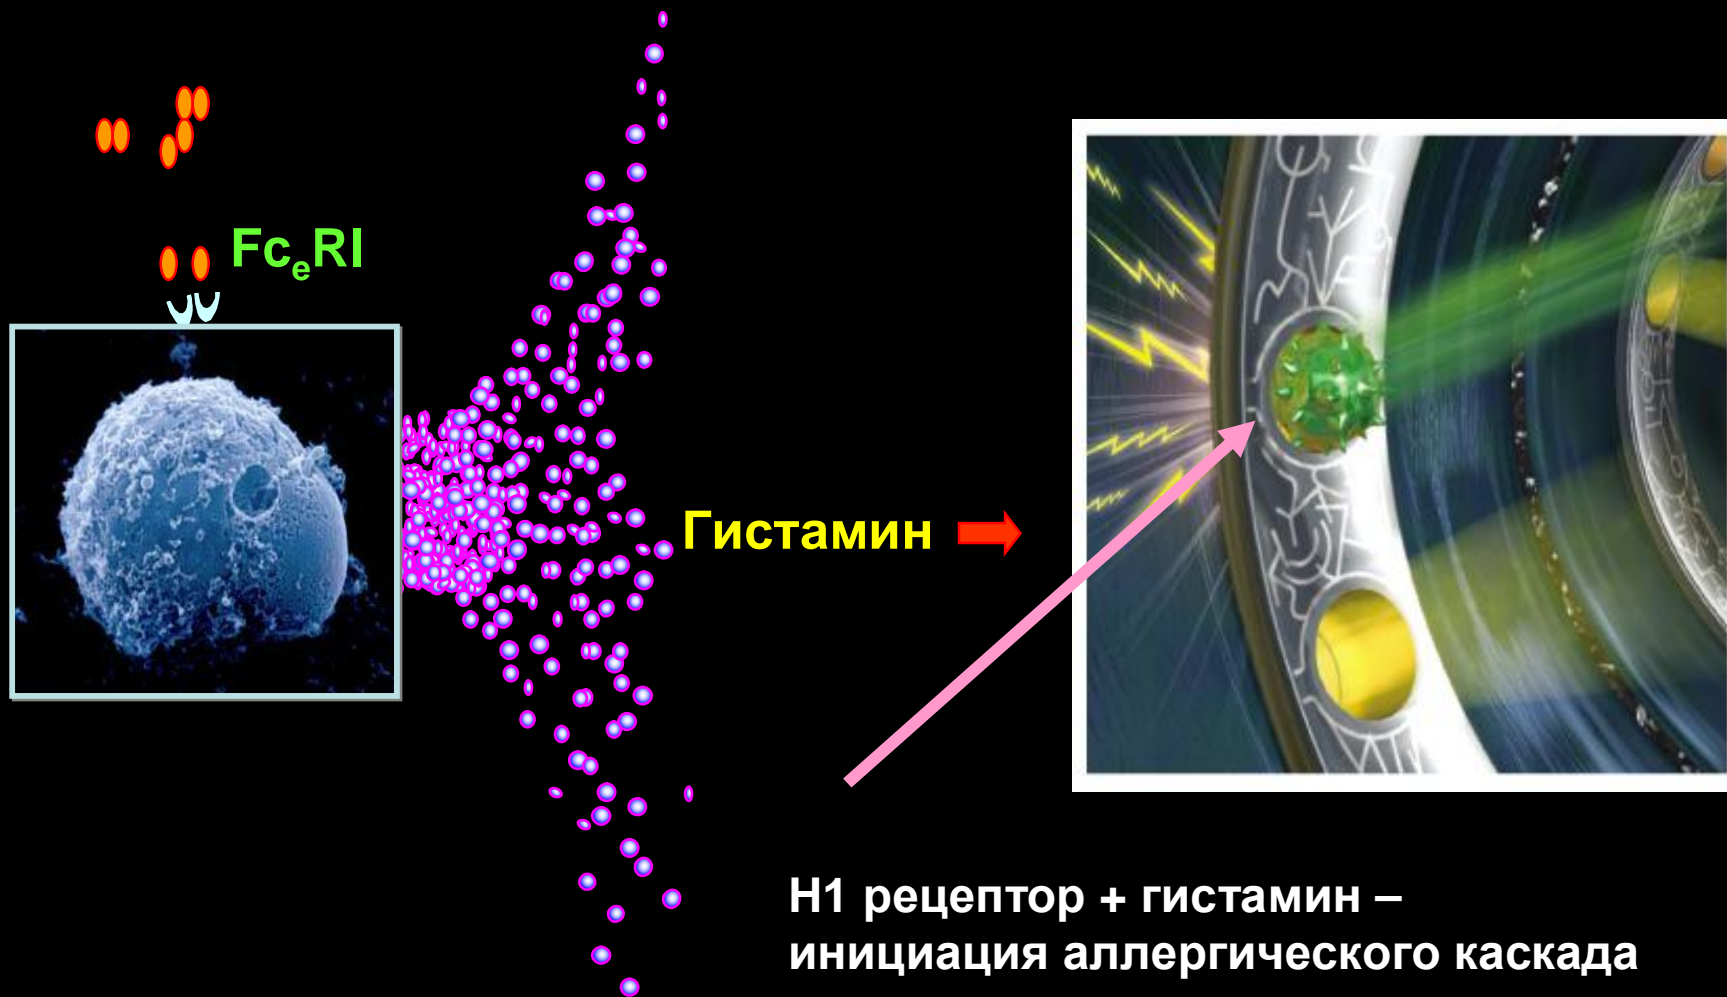 FceRI
Гистамин
Н1 рецептор + гистамин –
инициация аллергического каскада